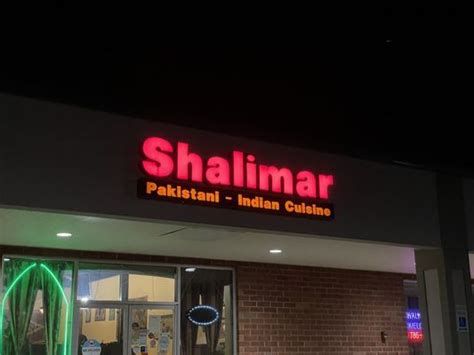 Shalimar
Pakistani - Indian Cuisine